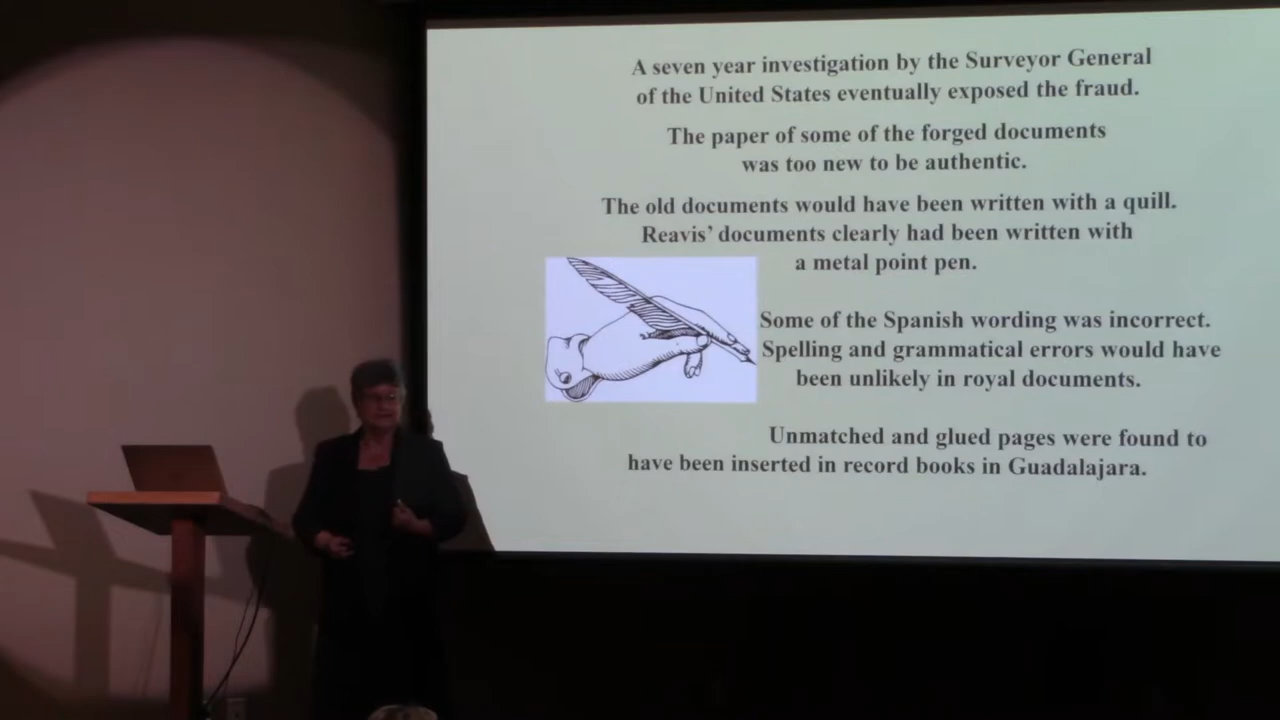 A seven year investigation by the Surveyor General
of the United States eventually exposed the fraud.
The paper of some of the forged documents
was too new to be authentic.
The old documents would have been written with a quill.
Reavis' documents clearly had been written with
a metal point pen.
Some of the Spanish wording was incorrect.
Spelling and grammatical errors would have
been unlikely in royal documents.
Unmatched and glued pages were found to
have been inserted in record books in Guadalajara.